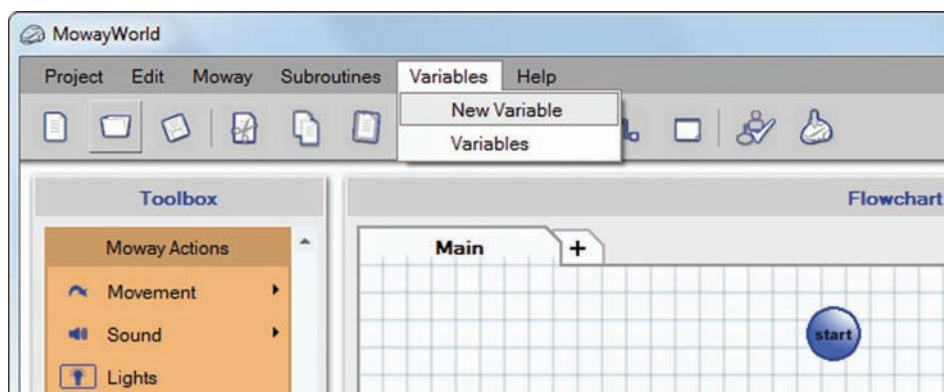 MowayWorld
Project Edit Moway Subroutines Variables Help
New Variable
Variables
Toolbox
Flowchart
Moway Actions
Main +
Movement
Sound
start
Lights